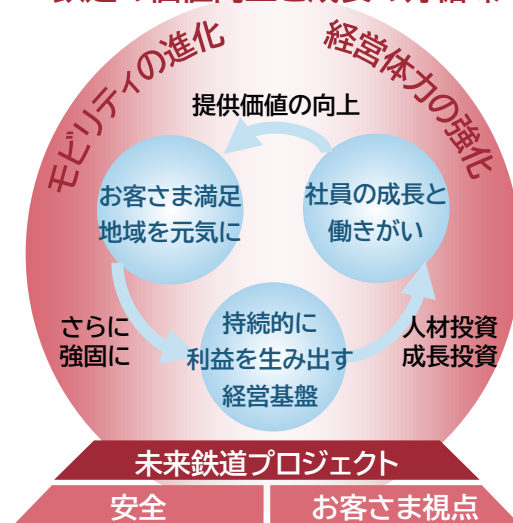 モビリティの進化
経営体力の強化
提供価値の向上
お客さま満足
地域を元気に
社員の成長と
働きがい
さらに
強固に
持続的に
利益を生み出す
経営基盤
人材投資
成長投資
未来鉄道プロジェクト
安全
お客さま視点